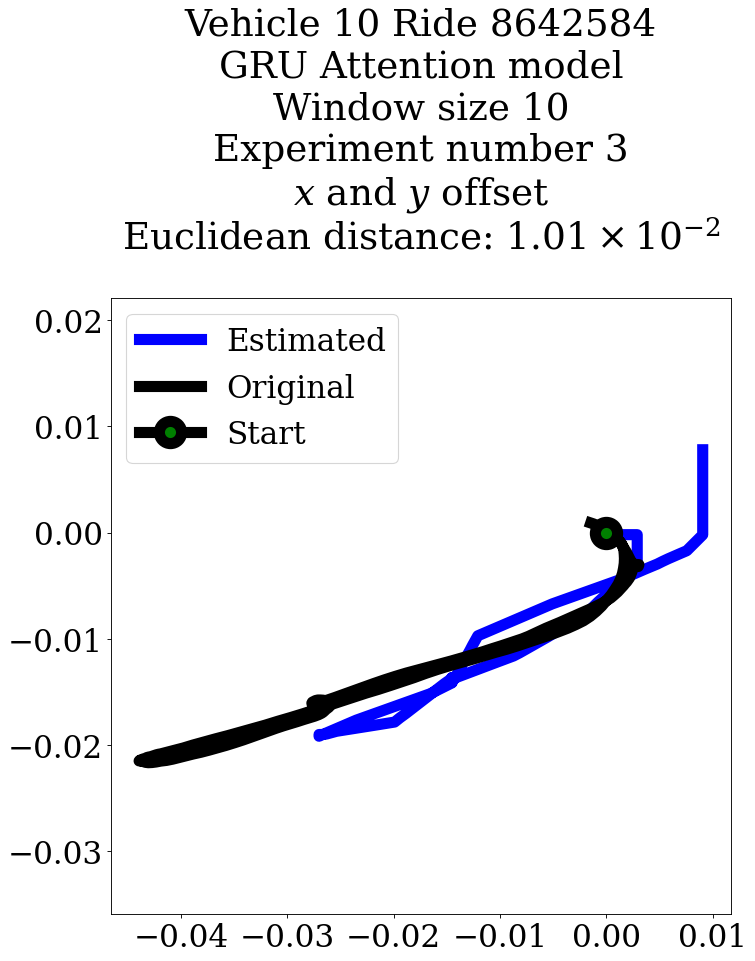 Vehicle 10 Ride 8642584
GRU Attention model
Window size 10
Experiment number 3
x and y offset
Euclidean distance: 1.01 × 10⁻²
Estimated
Original
Start
0.02
0.01
0.00
−0.01
−0.02
−0.03
−0.04 −0.03 −0.02 −0.01 0.00 0.01